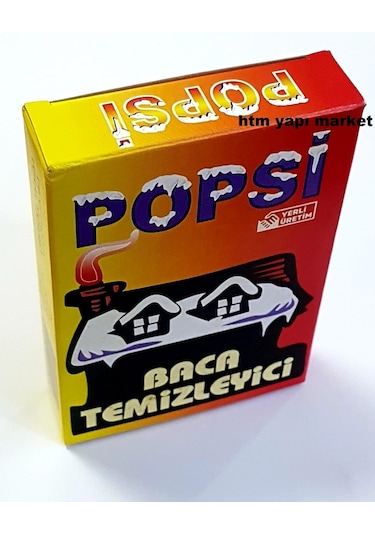 POPSi
htm yapı market
POPSİ
YERLİ
ÜRETİM
BACA
TEMİZLEYİCİ